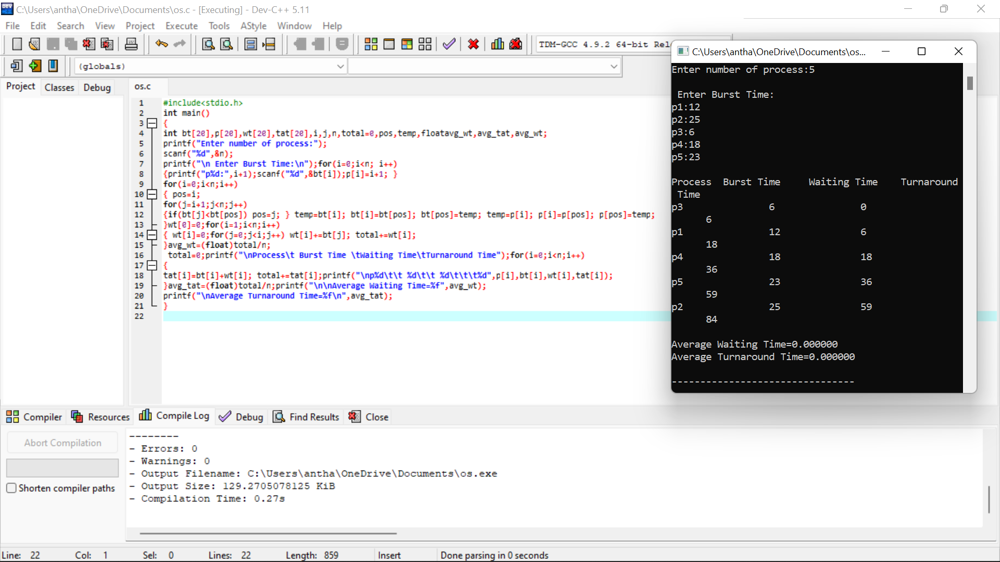 C:\Users\antha\OneDrive\Documents\os.c - [Executing] - Dev-C++ 5.11
File Edit Search View Project Execute Tools AStyle Window Help
TDM-GCC 4.9.2 64-bit Rel
(globals)
Project Classes Debug
os.c
1 #include<stdio.h>
2 int main()
3 {
4 int bt[20],p[20],wt[20],tat[20],i,j,n,total=0,pos,temp,floatavg_wt,avg_tat,avg_wt;
5 printf("Enter number of process:");
6 scanf("%d",&n);
7 printf("\n Enter Burst Time:\n");for(i=0;i<n; i++)
8 {printf("p%d:",i+1);scanf("%d",&bt[i]);p[i]=i+1; }
9 for(i=0;i<n;i++)
10 { pos=i;
11 for(j=i+1;j<n;j++)
12 {if(bt[j]<bt[pos]) pos=j; } temp=bt[i]; bt[i]=bt[pos]; bt[pos]=temp; temp=p[i]; p[i]=p[pos]; p[pos]=temp;
13 }wt[0]=0;for(i=1;i<n;i++)
14 { wt[i]=0;for(j=0;j<i;j++) wt[i]+=bt[j]; total+=wt[i];
15 }avg_wt=(float)total/n;
16 total=0;printf("\nProcess\t Burst Time \tWaiting Time\tTurnaround Time");for(i=0;i<n;i++)
17 {
18 tat[i]=bt[i]+wt[i]; total+=tat[i];printf("\np%d\t\t %d\t\t %d\t\t\t%d",p[i],bt[i],wt[i],tat[i]);
19 }avg_tat=(float)total/n;printf("\n\nAverage Waiting Time=%f",avg_wt);
20 printf("\nAverage Turnaround Time=%f\n",avg_tat);
21 }
22
C:\Users\antha\OneDrive\Documents\os...
Enter number of process:5
Enter Burst Time:
p1:12
p2:25
p3:6
p4:18
p5:23
Process Burst Time Waiting Time Turnaround
Time
p3 6 0
6
p1 12 6
18
p4 18 18
36
p5 23 36
59
p2 25 59
84
Average Waiting Time=0.000000
Average Turnaround Time=0.000000
--------------------------------
Compiler Resources Compile Log Debug Find Results Close
Abort Compilation
Shorten compiler paths
--------
- Errors: 0
- Warnings: 0
- Output Filename: C:\Users\antha\OneDrive\Documents\os.exe
- Output Size: 129.2705078125 KiB
- Compilation Time: 0.27s
Line: 22 Col: 1 Sel: 0 Lines: 22 Length: 859 Insert Done parsing in 0 seconds